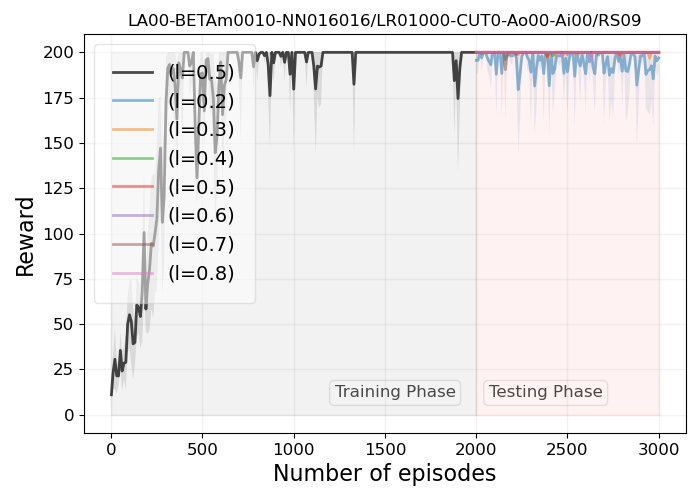 LA00-BETAm0010-NN016016/LR01000-CUT0-Ao00-Ai00/RS09
200
175
150
125
100
75
50
25
0
Reward
(l=0.5)
(l=0.2)
(l=0.3)
(l=0.4)
(l=0.5)
(l=0.6)
(l=0.7)
(l=0.8)
Training Phase
Testing Phase
0 500 1000 1500 2000 2500 3000
Number of episodes